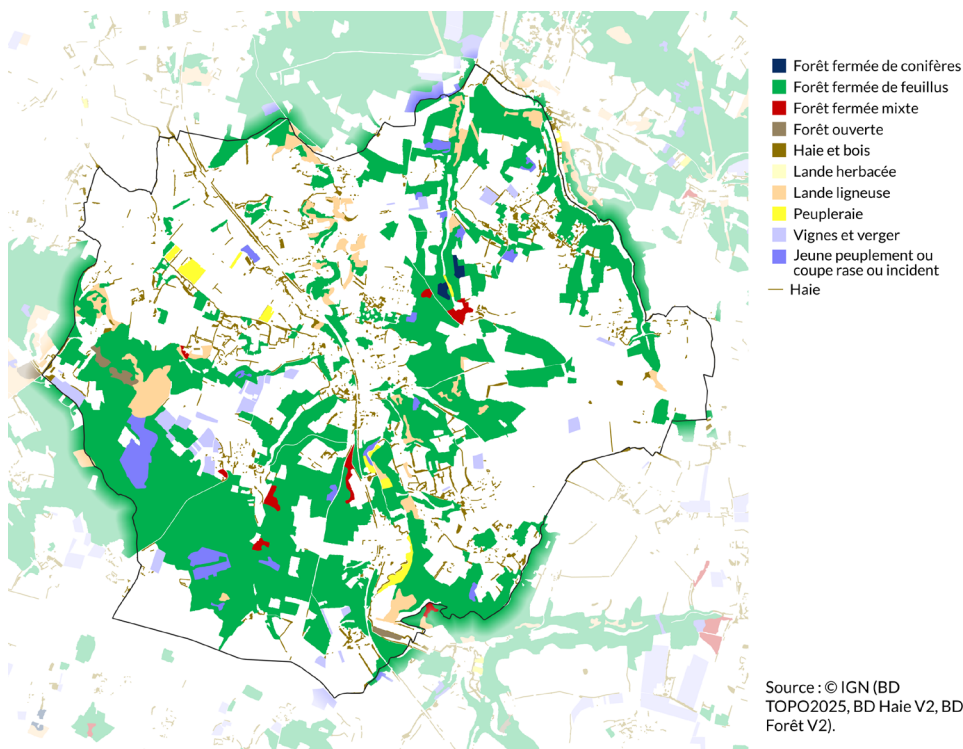 Forêt fermée de conifères
Forêt fermée de feuillus
Forêt fermée mixte
Forêt ouverte
Haie et bois
Lande herbacée
Lande ligneuse
Peupleraie
Vignes et verger
Jeune peuplement ou
coupe rase ou incident
Haie
Source : © IGN (BD
TOPO2025, BD Haie V2, BD
Forêt V2).